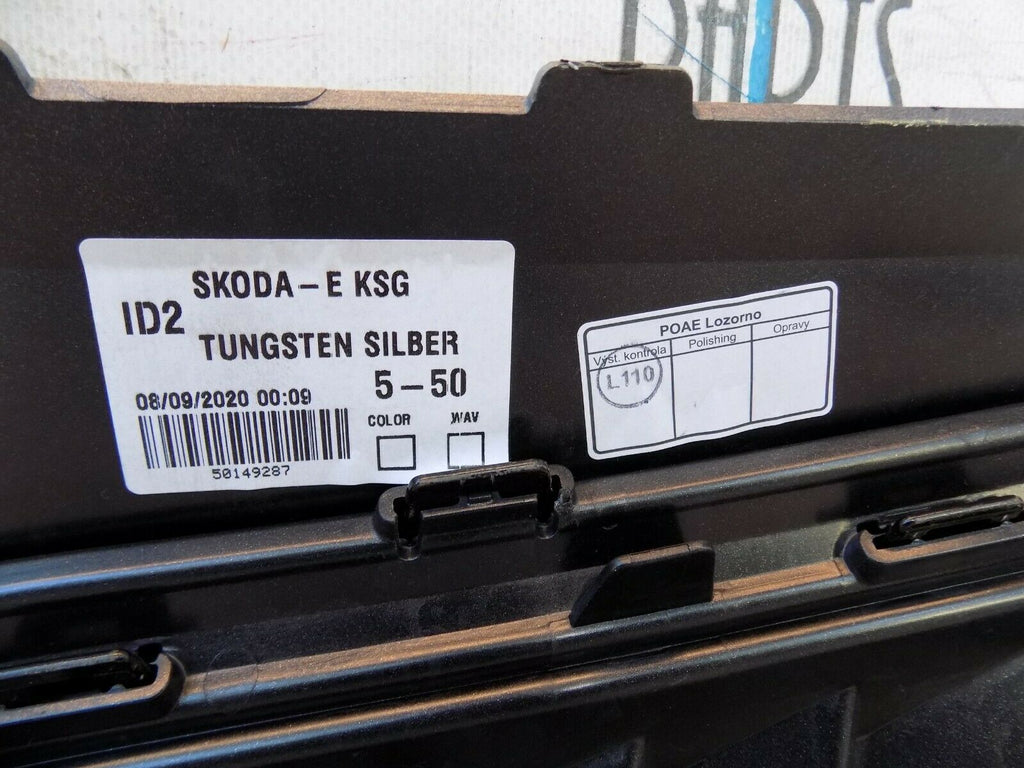 SKODA-E KSG
ID2
TUNGSTEN SILBER
5-50
08/09/2020 00:09
COLOR WAV
50149287
POAE Lozorno
Výst. kontrola Polishing Opravy
L110